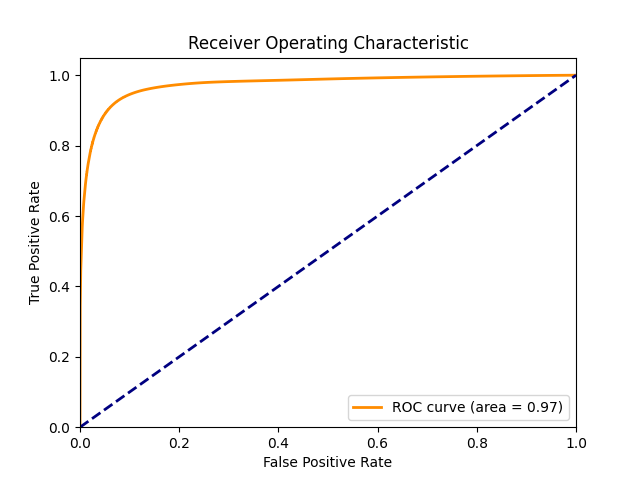 Receiver Operating Characteristic
True Positive Rate
1.0
0.8
0.6
0.4
0.2
0.0
0.0 0.2 0.4 0.6 0.8 1.0
False Positive Rate
ROC curve (area = 0.97)